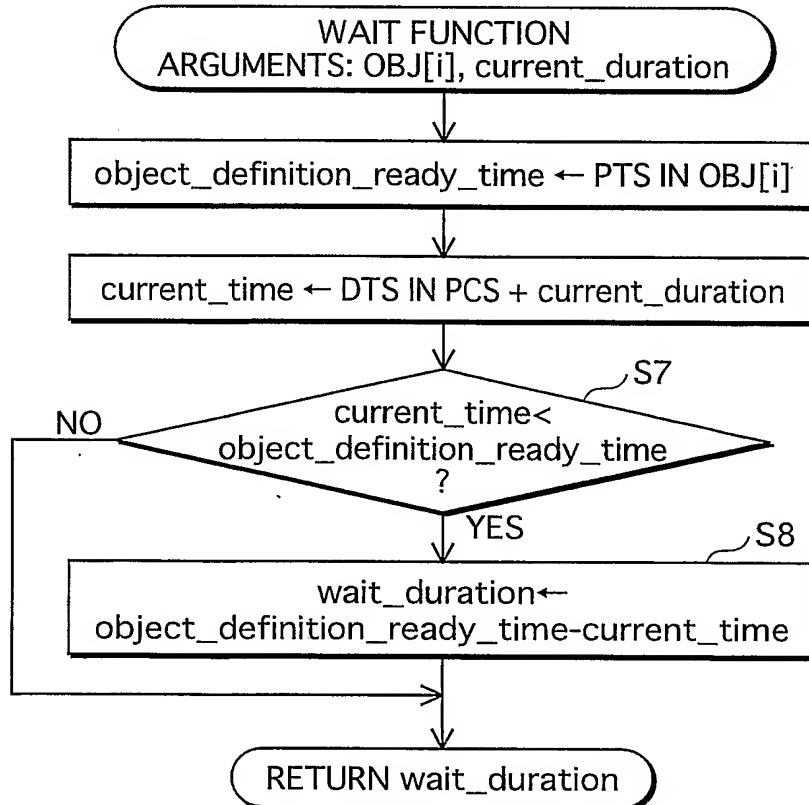 WAIT FUNCTION
ARGUMENTS: OBJ[i], current_duration
object_definition_ready_time ← PTS IN OBJ[i]
current_time ← DTS IN PCS + current_duration
S7
NO
current_time<
object_definition_ready_time
?
YES
S8
wait_duration←
object_definition_ready_time-current_time
RETURN wait_duration